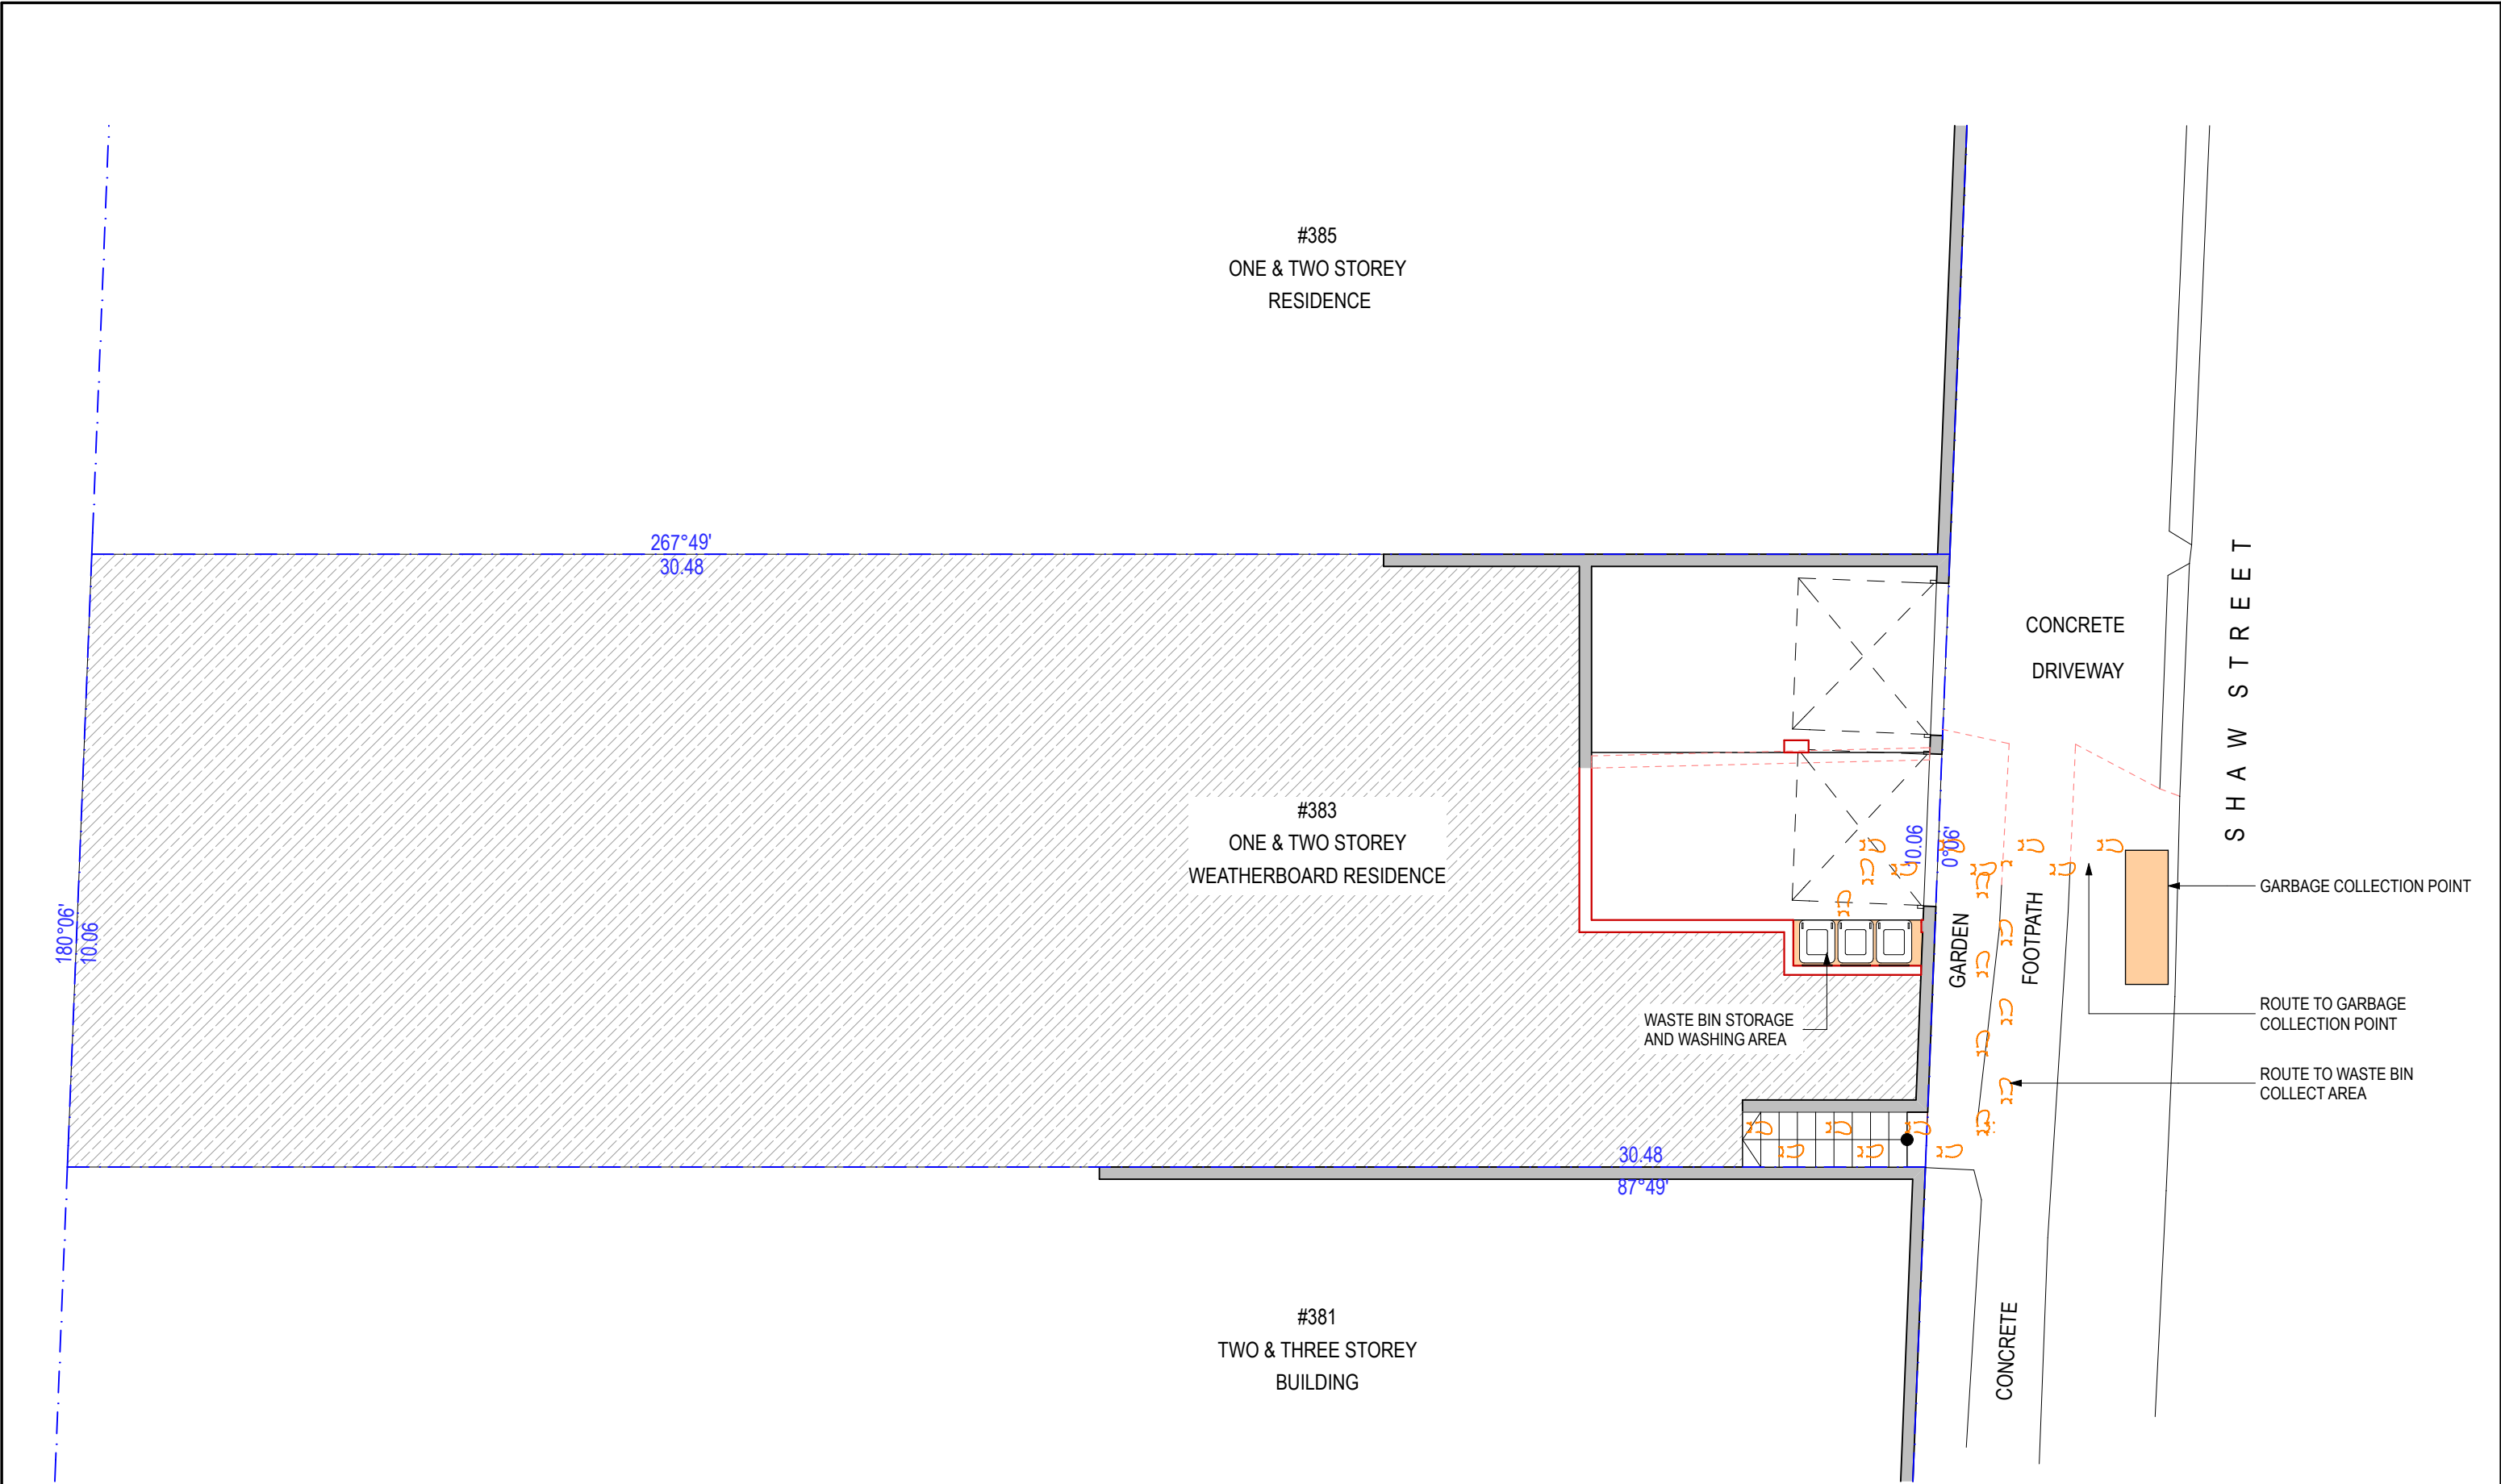 #385
ONE & TWO STOREY
RESIDENCE
267°49'
30.48
CONCRETE
DRIVEWAY
SHAW STREET
#383
ONE & TWO STOREY
WEATHERBOARD RESIDENCE
10.06
0°06'
GARBAGE COLLECTION POINT
180°06'
10.06
GARDEN
FOOTPATH
WASTE BIN STORAGE
AND WASHING AREA
ROUTE TO GARBAGE
COLLECTION POINT
ROUTE TO WASTE BIN
COLLECT AREA
30.48
87°49'
#381
TWO & THREE STOREY
BUILDING
CONCRETE